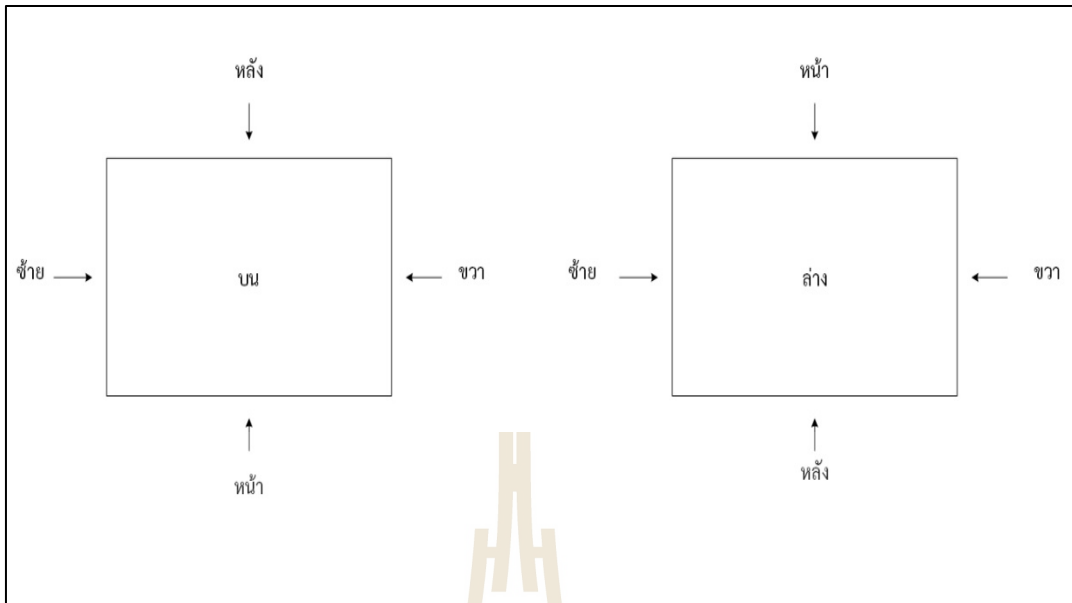 หลัง
ซ้าย
บน
ขวา
หน้า
หน้า
ซ้าย
ล่าง
ขวา
หลัง